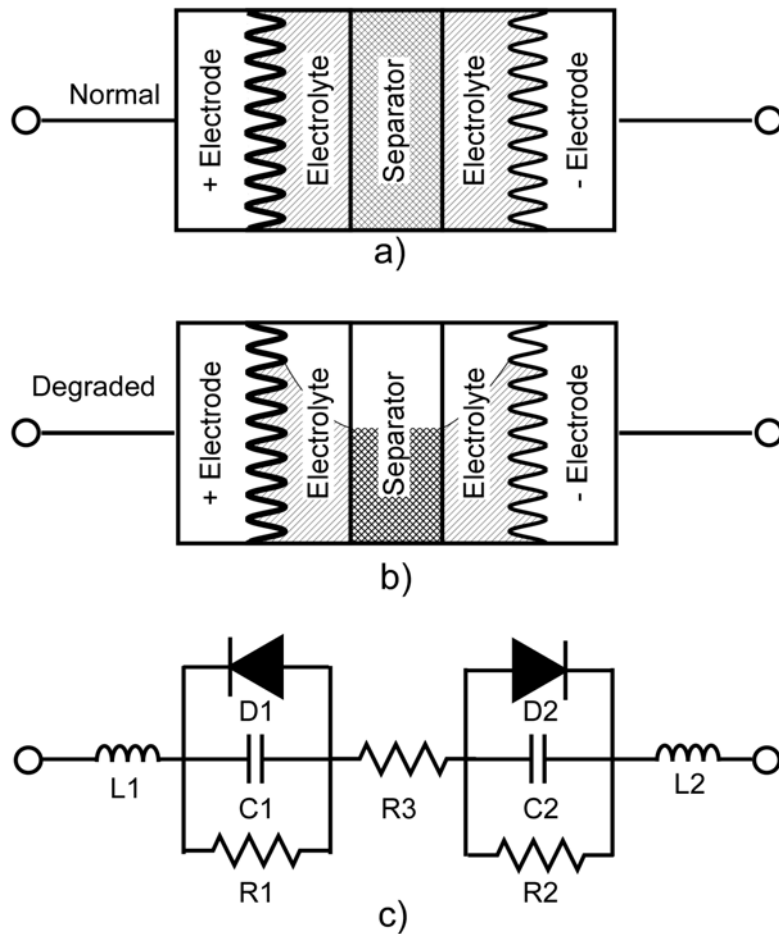 Normal
+ Electrode
Electrolyte
Separator
Electrolyte
- Electrode
a)
Degraded
+ Electrode
Electrolyte
Separator
Electrolyte
- Electrode
b)
D1
D2
L1
C1
R3
C2
L2
R1
R2
c)